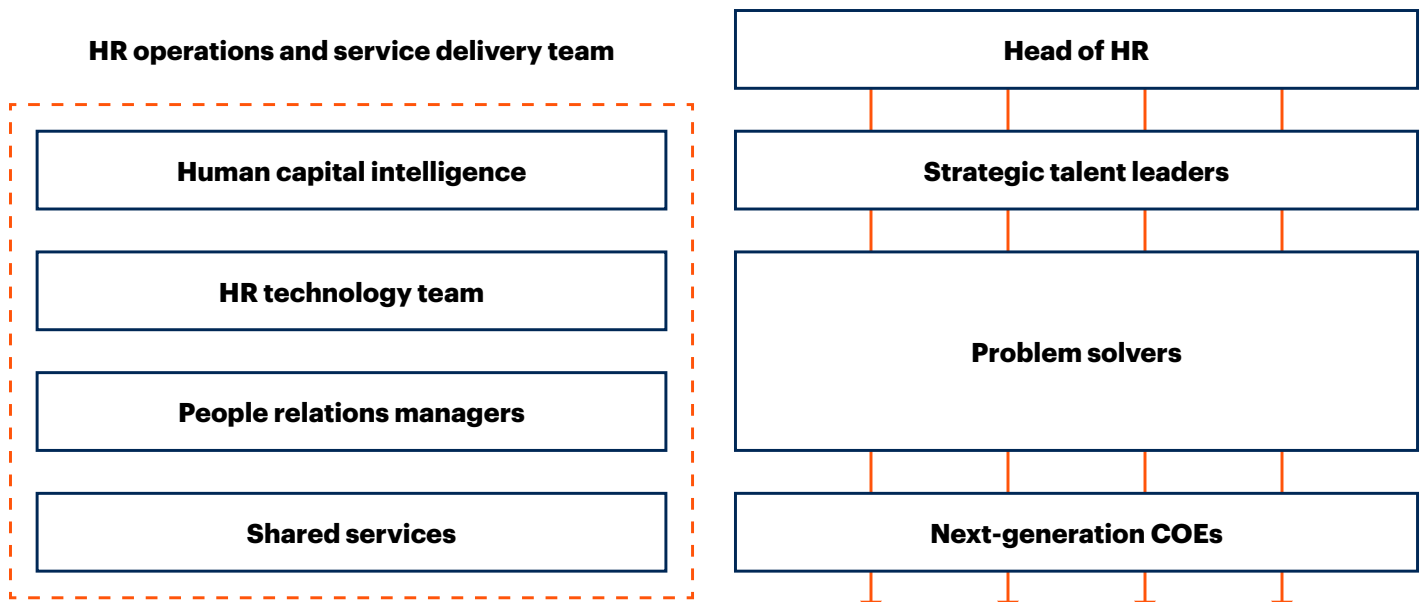 HR operations and service delivery team
Human capital intelligence
HR technology team
People relations managers
Shared services
Head of HR
Strategic talent leaders
Problem solvers
Next-generation COEs